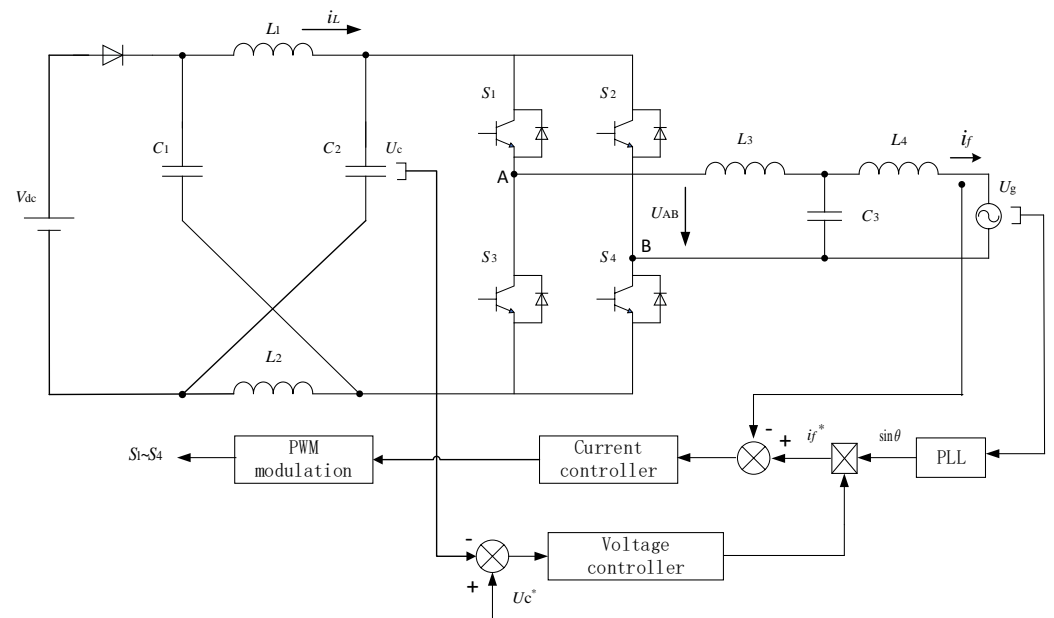 L1
iL
S1
S2
C1
C2
Uc
L3
L4
if
Vdc
A
Ug
UAB
C3
B
S3
S4
L2
-
S1~S4
PWM
modulation
Current
controller
+
if*
sinθ
PLL
-
Voltage
controller
+
Uc*